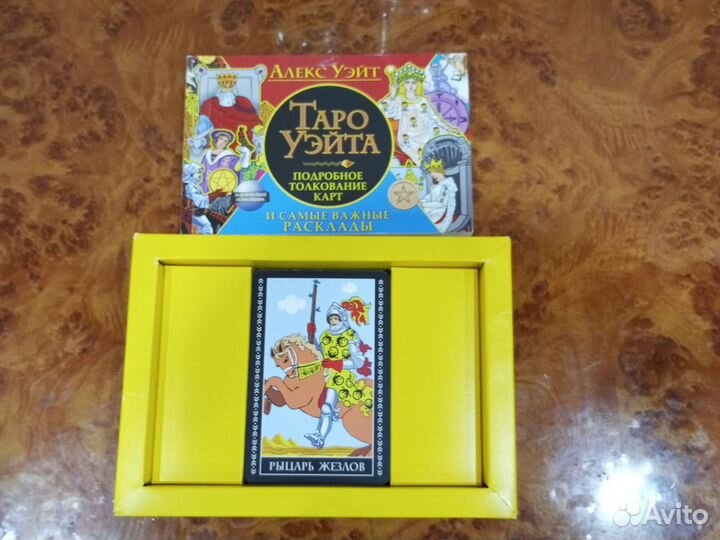 АЛЕКС УЭЙТ
ТАРО
УЭЙТА
ПОДРОБНОЕ
ТОЛКОВАНИЕ
КАРТ
И САМЫЕ ВАЖНЫЕ
РАСКЛАДЫ
РЫЦАРЬ ЖЕЗЛОВ
Avito